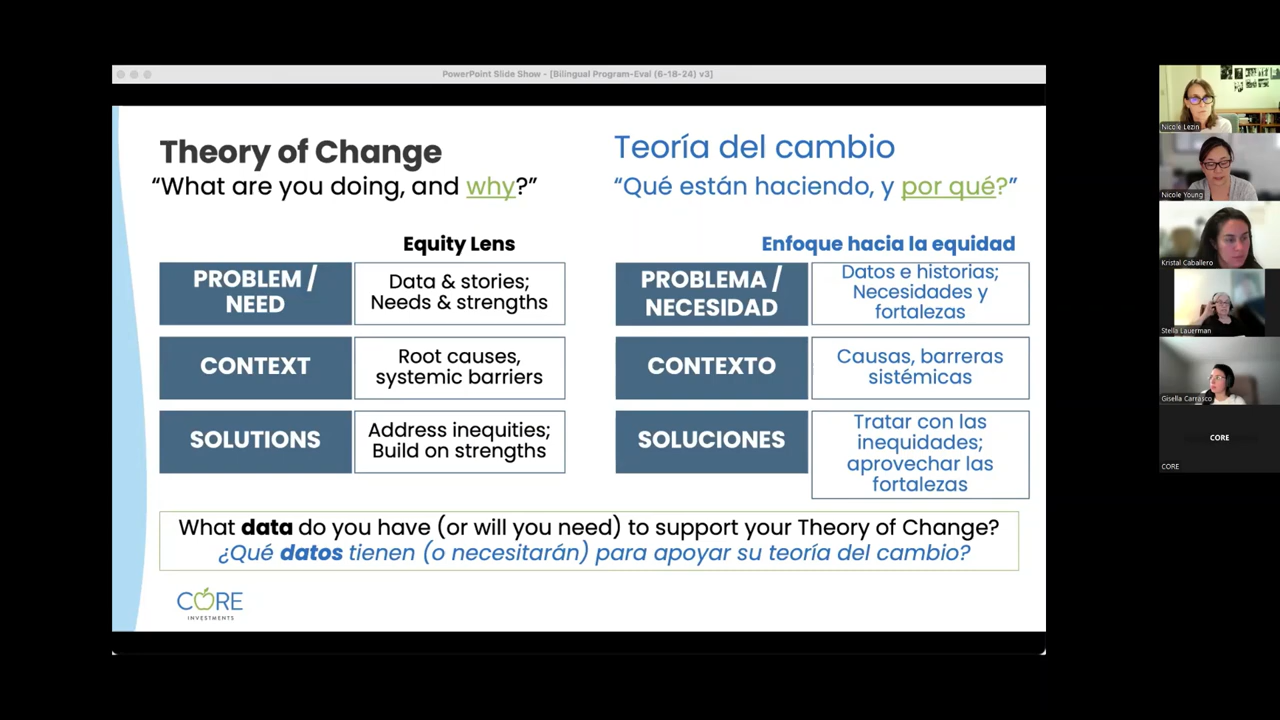 PowerPoint Slide Show - [Bilingual Program-Eval (6-18-24) v3]
Theory of Change
“What are you doing, and why?”
Equity Lens
PROBLEM /
NEED
Data & stories;
Needs & strengths
CONTEXT
Root causes,
systemic barriers
SOLUTIONS
Address inequities;
Build on strengths
Teoría del cambio
“Qué están haciendo, y por qué?”
Enfoque hacia la equidad
PROBLEMA /
NECESIDAD
Datos e historias;
Necesidades y
fortalezas
CONTEXTO
Causas, barreras
sistémicas
SOLUCIONES
Tratar con las
inequidades;
aprovechar las
fortalezas
What data do you have (or will you need) to support your Theory of Change?
¿Qué datos tienen (o necesitarán) para apoyar su teoría del cambio?
CORE
INVESTMENTS
Nicole Lezin
Nicole Young
Kristal Caballero
Stella Lauerman
Gisella Carrasco
CORE
CORE